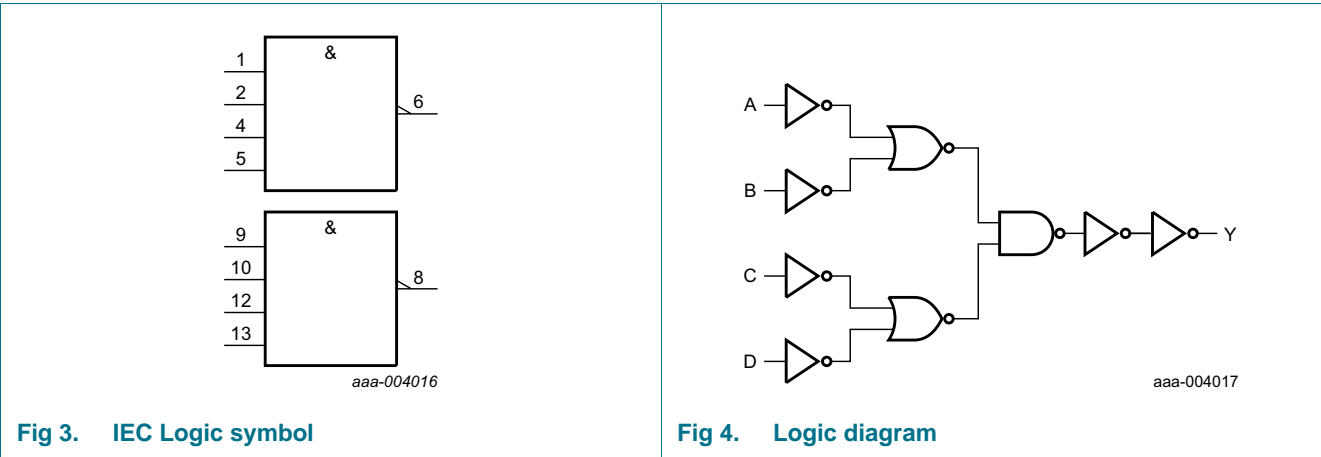 &
1
2
4
5
6
&
9
10
12
13
8
aaa-004016
Fig 3. IEC Logic symbol
A
B
C
D
Y
aaa-004017
Fig 4. Logic diagram